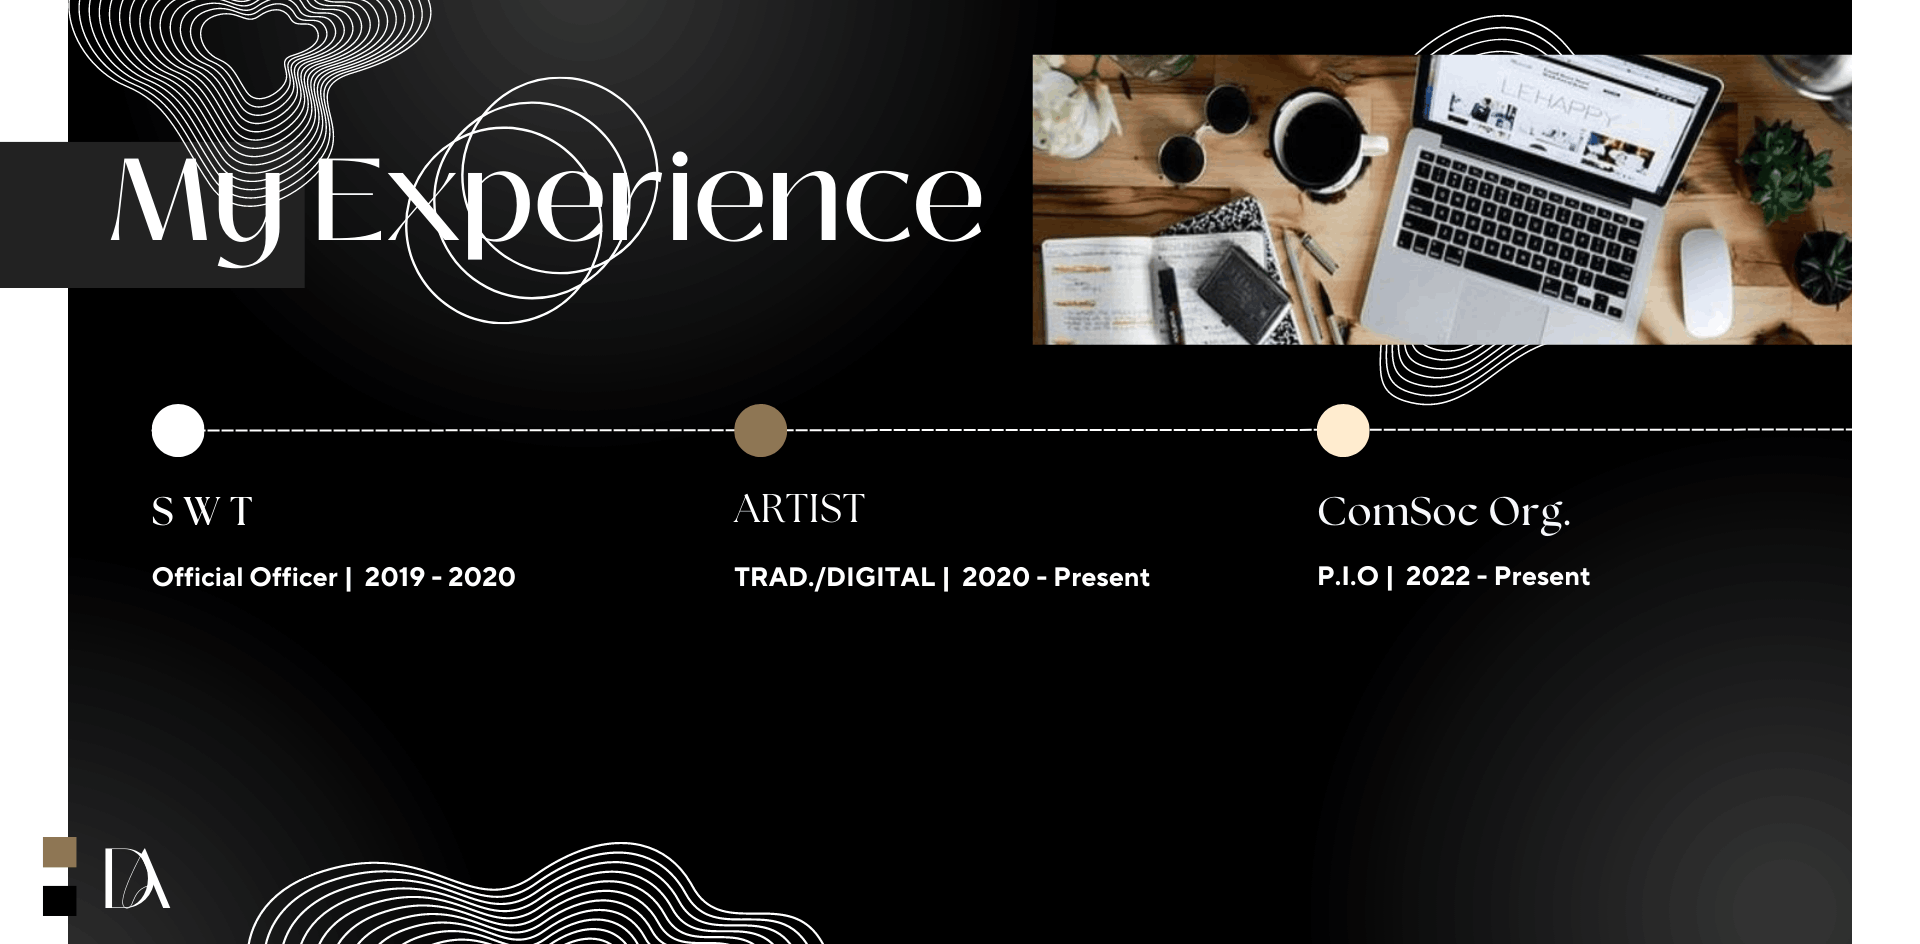 My Experience
LEHAPPY
S W T
Official Officer | 2019 - 2020
ARTIST
TRAD./DIGITAL | 2020 - Present
ComSoc Org.
P.I.O | 2022 - Present
DA